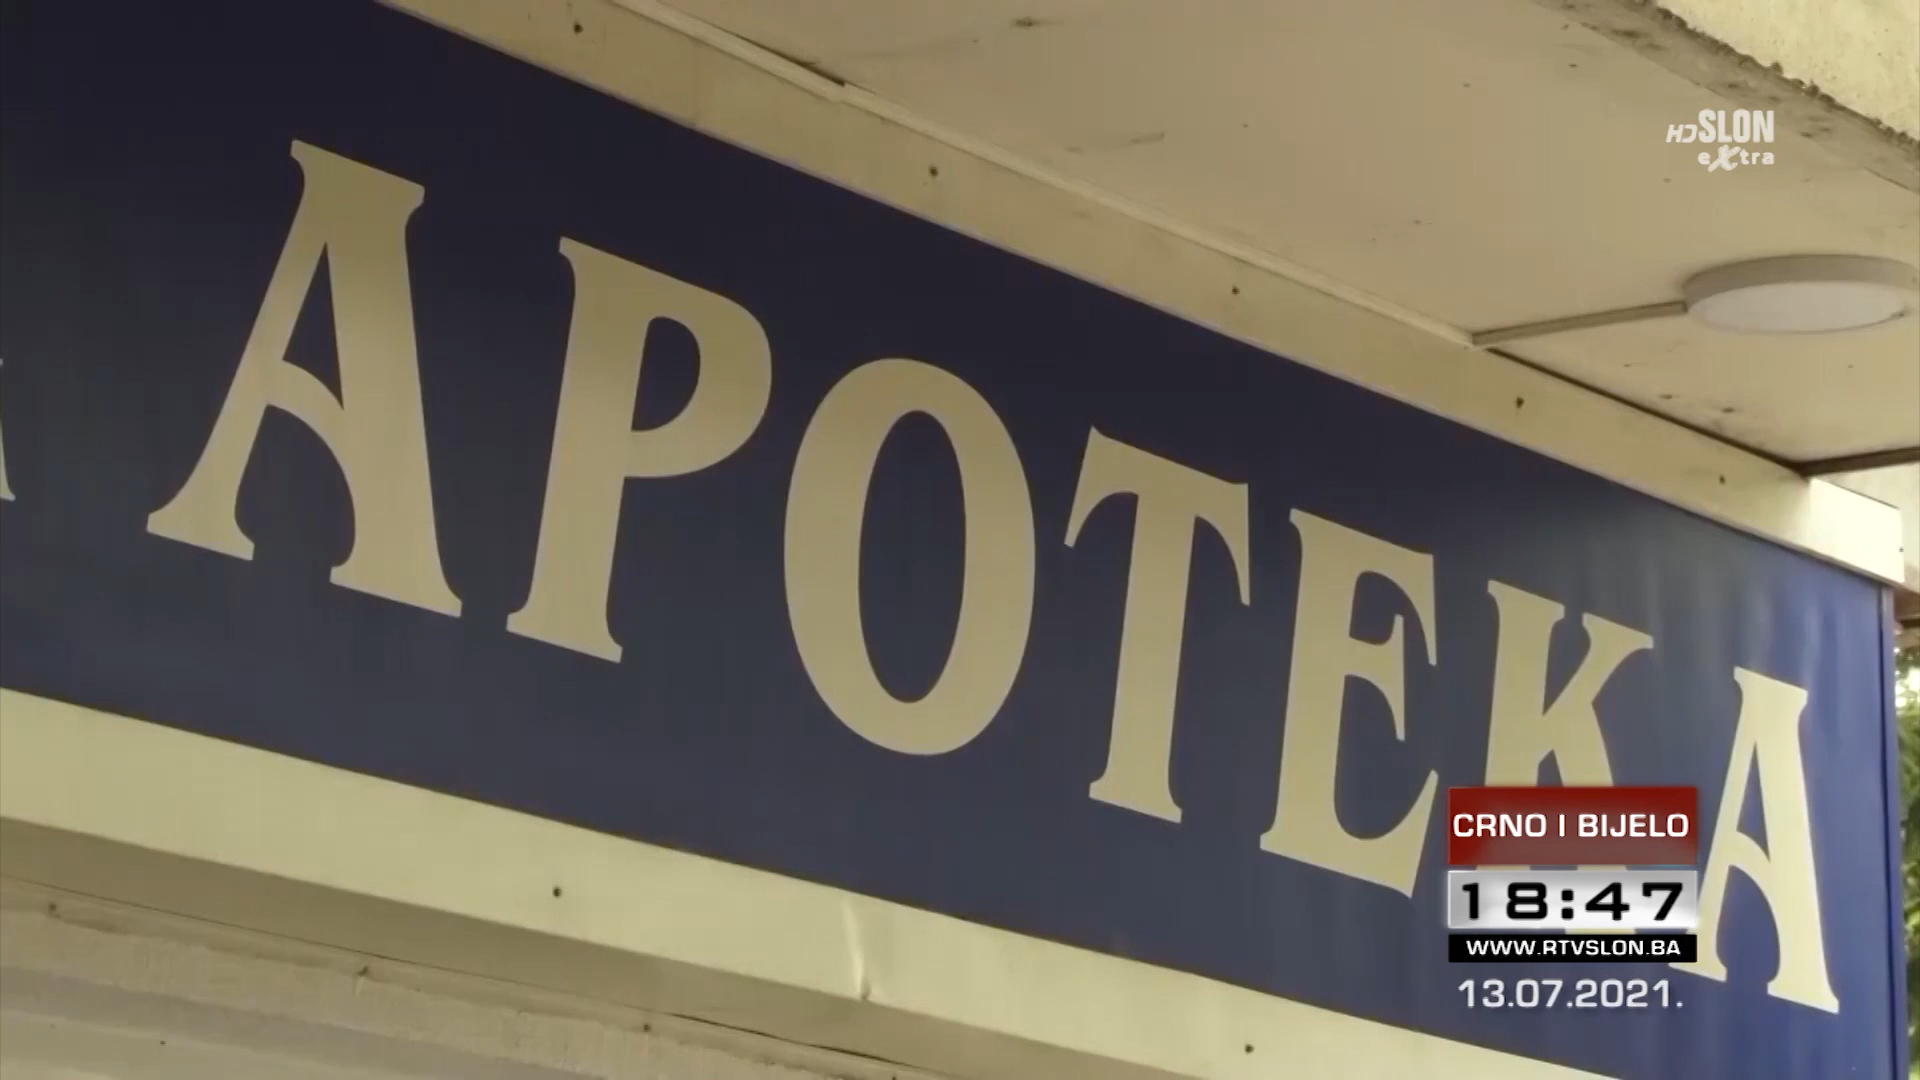 HD SLON
eXtra
APOTEKA
CRNO I BIJELO
18:47
WWW.RTVSLON.BA
13.07.2021.